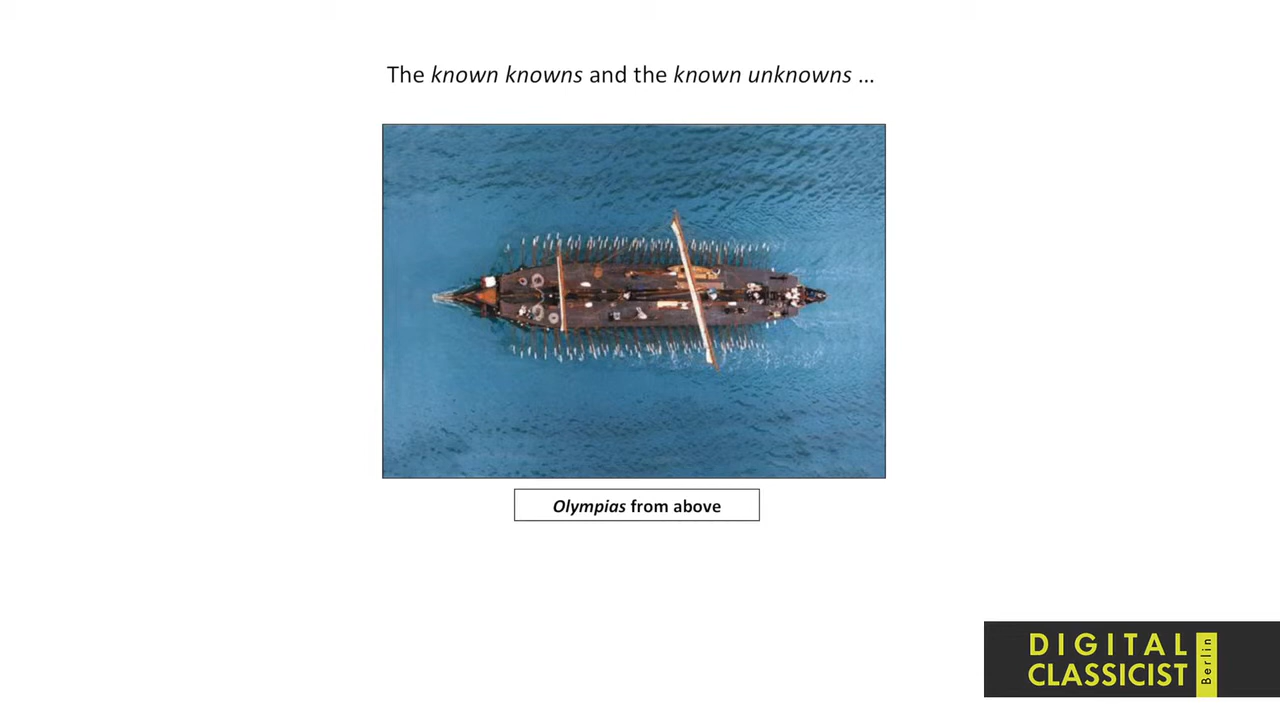 The known knowns and the known unknowns ...
Olympias from above
DIGITAL
CLASSICIST
Berlin